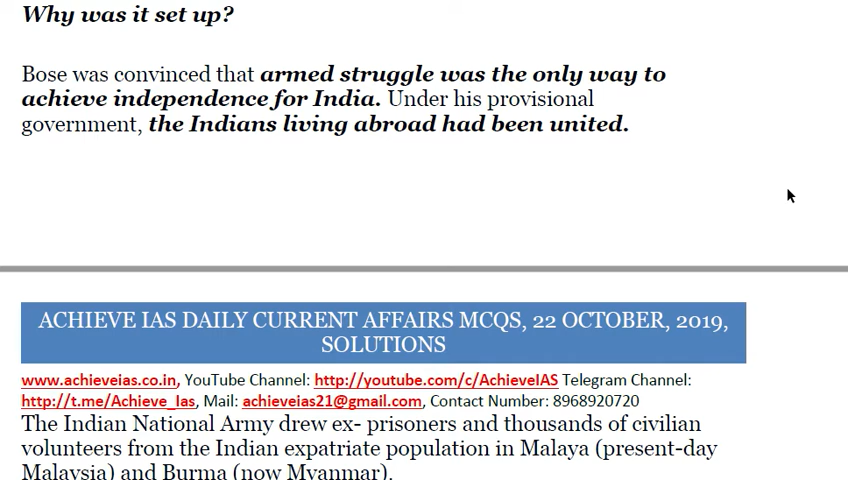 Why was it set up?
Bose was convinced that armed struggle was the only way to
achieve independence for India. Under his provisional
government, the Indians living abroad had been united.
ACHIEVE IAS DAILY CURRENT AFFAIRS MCQS, 22 OCTOBER, 2019,
SOLUTIONS
www.achieveias.co.in, YouTube Channel: http://youtube.com/c/AchieveIAS Telegram Channel:
http://t.me/Achieve_Ias, Mail: achieveias21@gmail.com, Contact Number: 8968920720
The Indian National Army drew ex- prisoners and thousands of civilian
volunteers from the Indian expatriate population in Malaya (present-day
Malaysia) and Burma (now Myanmar).